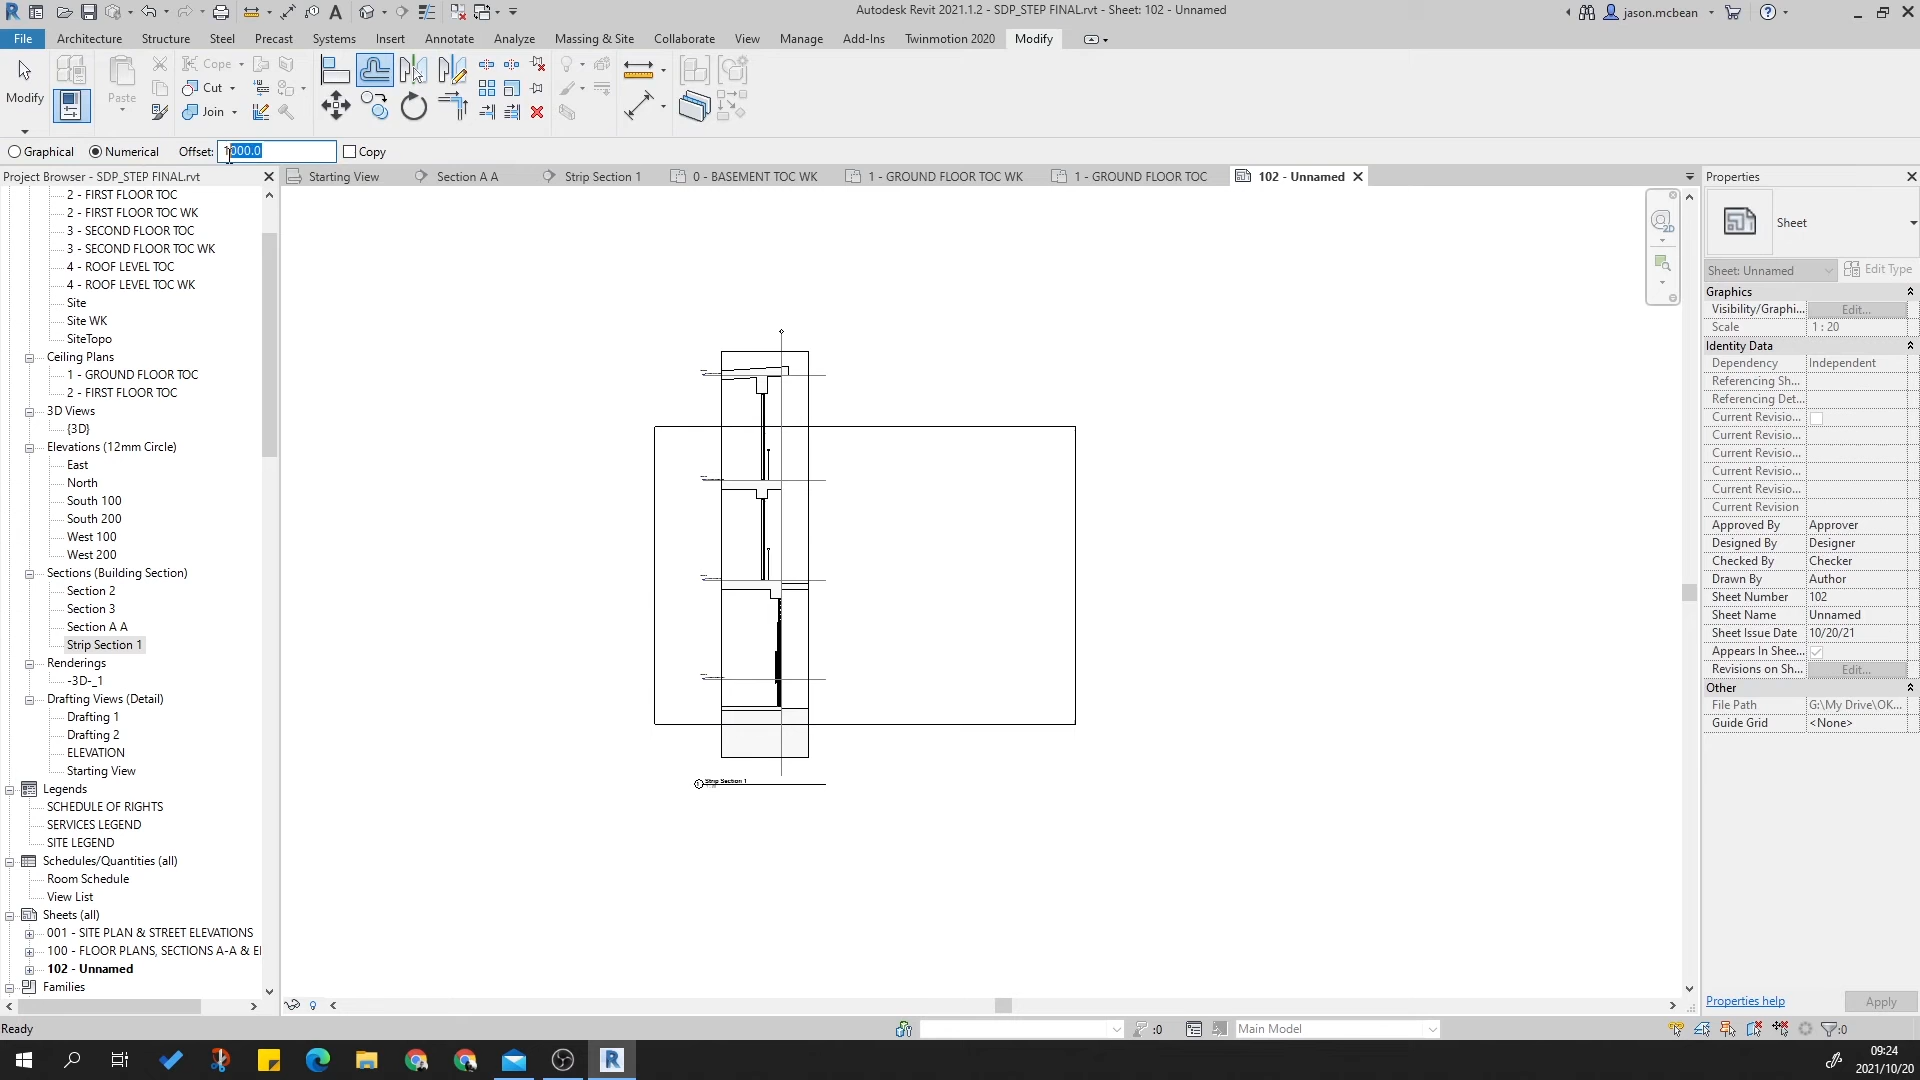 Autodesk Revit 2021.1.2 - SDP_STEP FINAL.rvt - Sheet: 102 - Unnamed
jason.mcbean
File
Architecture
Structure
Steel
Precast
Systems
Insert
Annotate
Analyze
Massing & Site
Collaborate
View
Manage
Add-Ins
Twinmotion 2020
Modify
Modify
Paste
Cope
Cut
Join
Graphical
Numerical
Offset:
1000.0
Copy
Project Browser - SDP_STEP FINAL.rvt
Starting View
Section A A
Strip Section 1
0 - BASEMENT TOC WK
1 - GROUND FLOOR TOC WK
1 - GROUND FLOOR TOC
102 - Unnamed
Properties
2 - FIRST FLOOR TOC
2 - FIRST FLOOR TOC WK
3 - SECOND FLOOR TOC
3 - SECOND FLOOR TOC WK
4 - ROOF LEVEL TOC
4 - ROOF LEVEL TOC WK
Site
Site WK
SiteTopo
Ceiling Plans
1 - GROUND FLOOR TOC
2 - FIRST FLOOR TOC
3D Views
{3D}
Elevations (12mm Circle)
East
North
South 100
South 200
West 100
West 200
Sections (Building Section)
Section 2
Section 3
Section A A
Strip Section 1
Renderings
-3D-_1
Drafting Views (Detail)
Drafting 1
Drafting 2
ELEVATION
Starting View
Legends
SCHEDULE OF RIGHTS
SERVICES LEGEND
SITE LEGEND
Schedules/Quantities (all)
Room Schedule
View List
Sheets (all)
001 - SITE PLAN & STREET ELEVATIONS
100 - FLOOR PLANS, SECTIONS A-A & El
102 - Unnamed
Families
2D
Strip Section 1
Sheet
Sheet: Unnamed
Edit Type
Graphics
Visibility/Graphi...
Edit...
Scale
1 : 20
Identity Data
Dependency
Independent
Referencing Sh...
Referencing Det...
Current Revisio...
Current Revisio...
Current Revisio...
Current Revisio...
Current Revisio...
Current Revision
Approved By
Approver
Designed By
Designer
Checked By
Checker
Drawn By
Author
Sheet Number
102
Sheet Name
Unnamed
Sheet Issue Date
10/20/21
Appears In Shee...
Revisions on Sh...
Edit...
Other
File Path
G:\My Drive\OK...
Guide Grid
<None>
Properties help
Apply
Ready
:0
Main Model
:0
09:24
2021/10/20